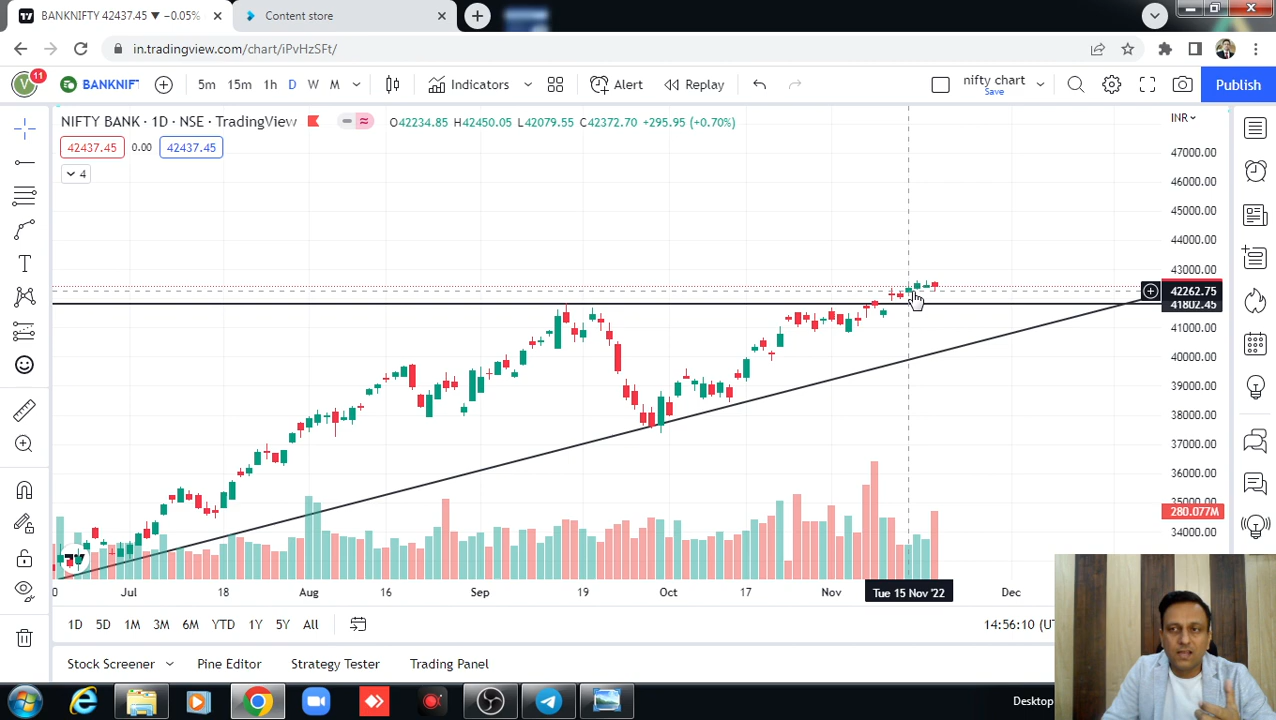 BANKNIFTY 42437.45 ▼ −0.05%
Content store
in.tradingview.com/chart/iPvHzSFt/
V
11
BANKNIFT
5m 15m 1h D W M
Indicators
Alert
Replay
nifty chart
Save
Publish
NIFTY BANK · 1D · NSE · TradingView
O42234.85 H42450.05 L42079.55 C42372.70 +295.95 (+0.70%)
INR
42437.45 0.00 42437.45
4
47000.00
46000.00
45000.00
44000.00
43000.00
42262.75
41802.45
41000.00
40000.00
39000.00
38000.00
37000.00
36000.00
35000.00
280.077M
34000.00
0 Jul 18 Aug 16 Sep 19 Oct 17 Nov Tue 15 Nov '22 Dec
1D 5D 1M 3M 6M YTD 1Y 5Y All
14:56:10 (UT
Stock Screener Pine Editor Strategy Tester Trading Panel
Desktop